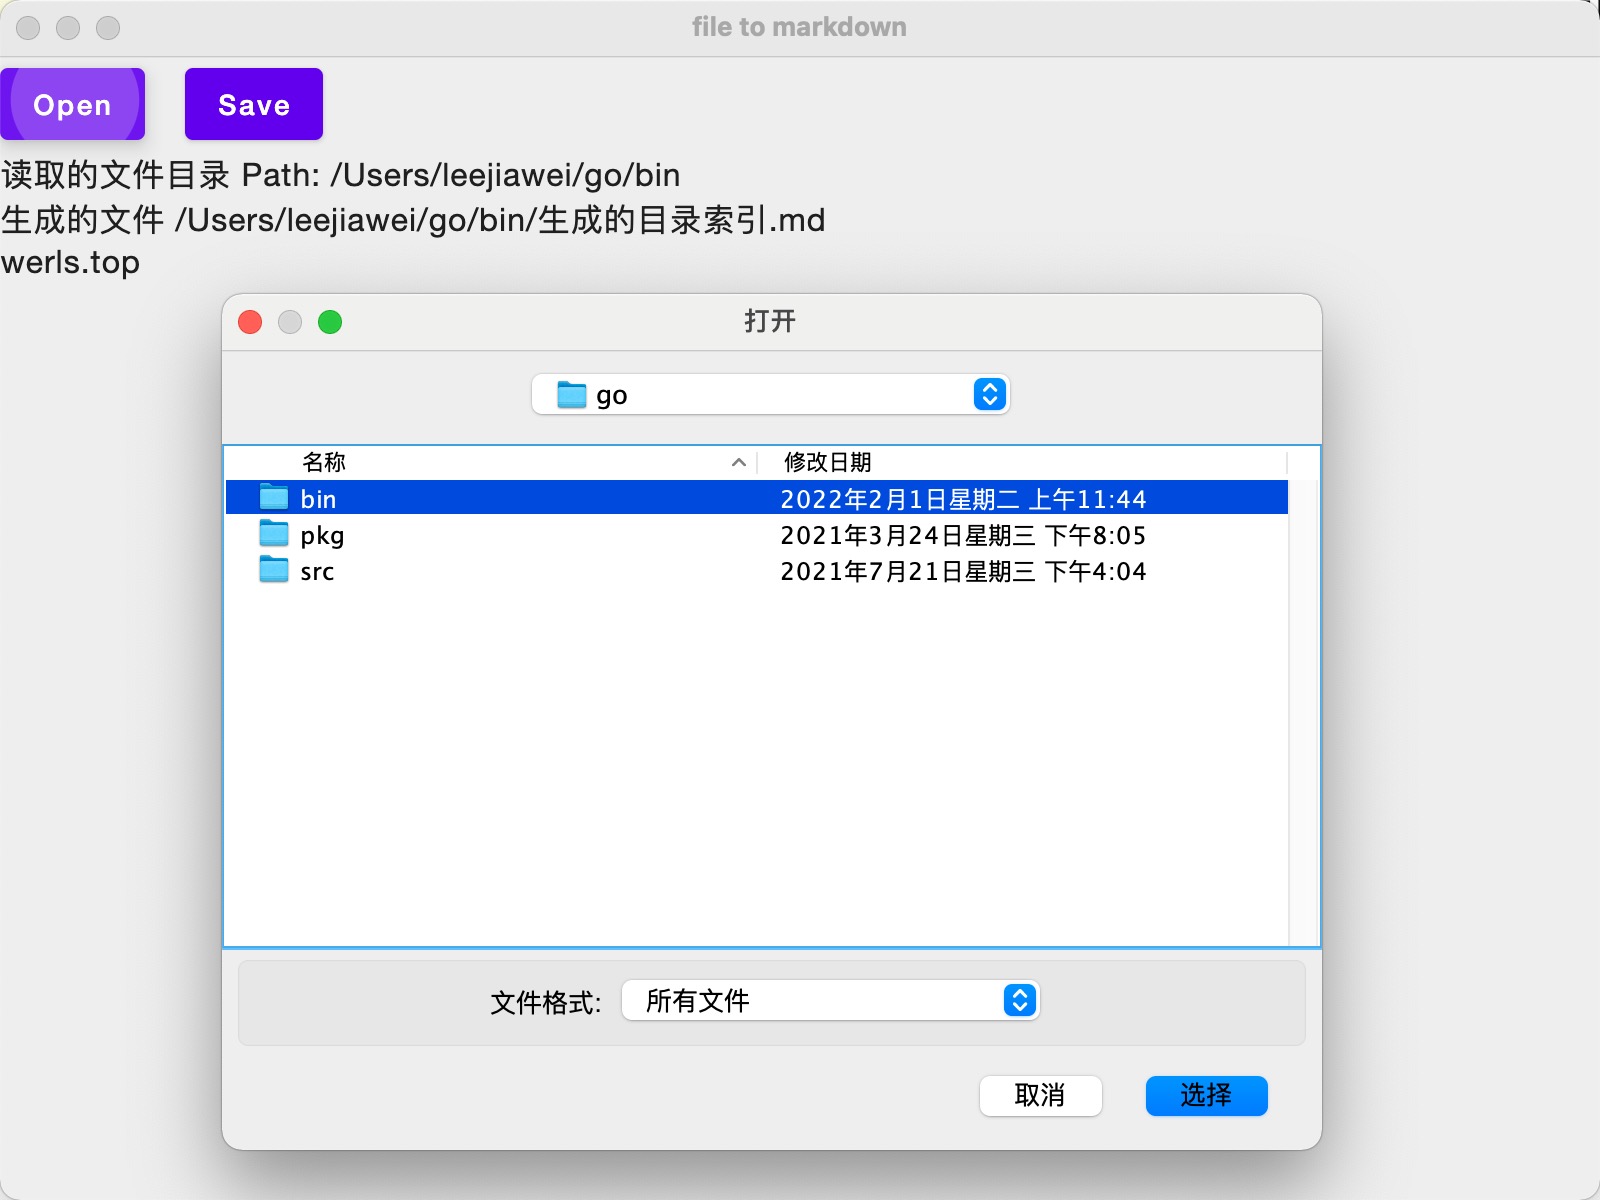 file to markdown
Open Save
读取的文件目录 Path: /Users/leejiawei/go/bin
生成的文件 /Users/leejiawei/go/bin/生成的目录索引.md
werls.top
打开
go
名称 修改日期
bin 2022年2月1日星期二 上午11:44
pkg 2021年3月24日星期三 下午8:05
src 2021年7月21日星期三 下午4:04
文件格式: 所有文件
取消 选择